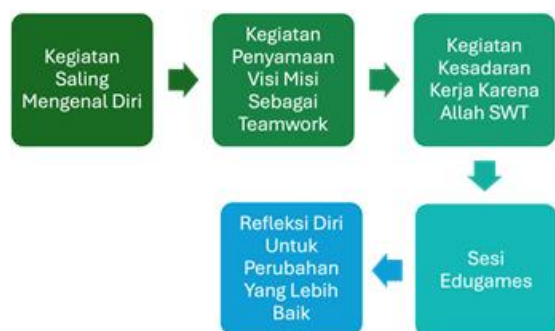 Kegiatan
Saling
Mengenal Diri
Kegiatan
Penyamaan
Visi Misi
Sebagai
Teamwork
Kegiatan
Kesadaran
Kerja Karena
Allah SWT
Sesi
Edugames
Refleksi Diri
Untuk
Perubahan
Yang Lebih
Baik